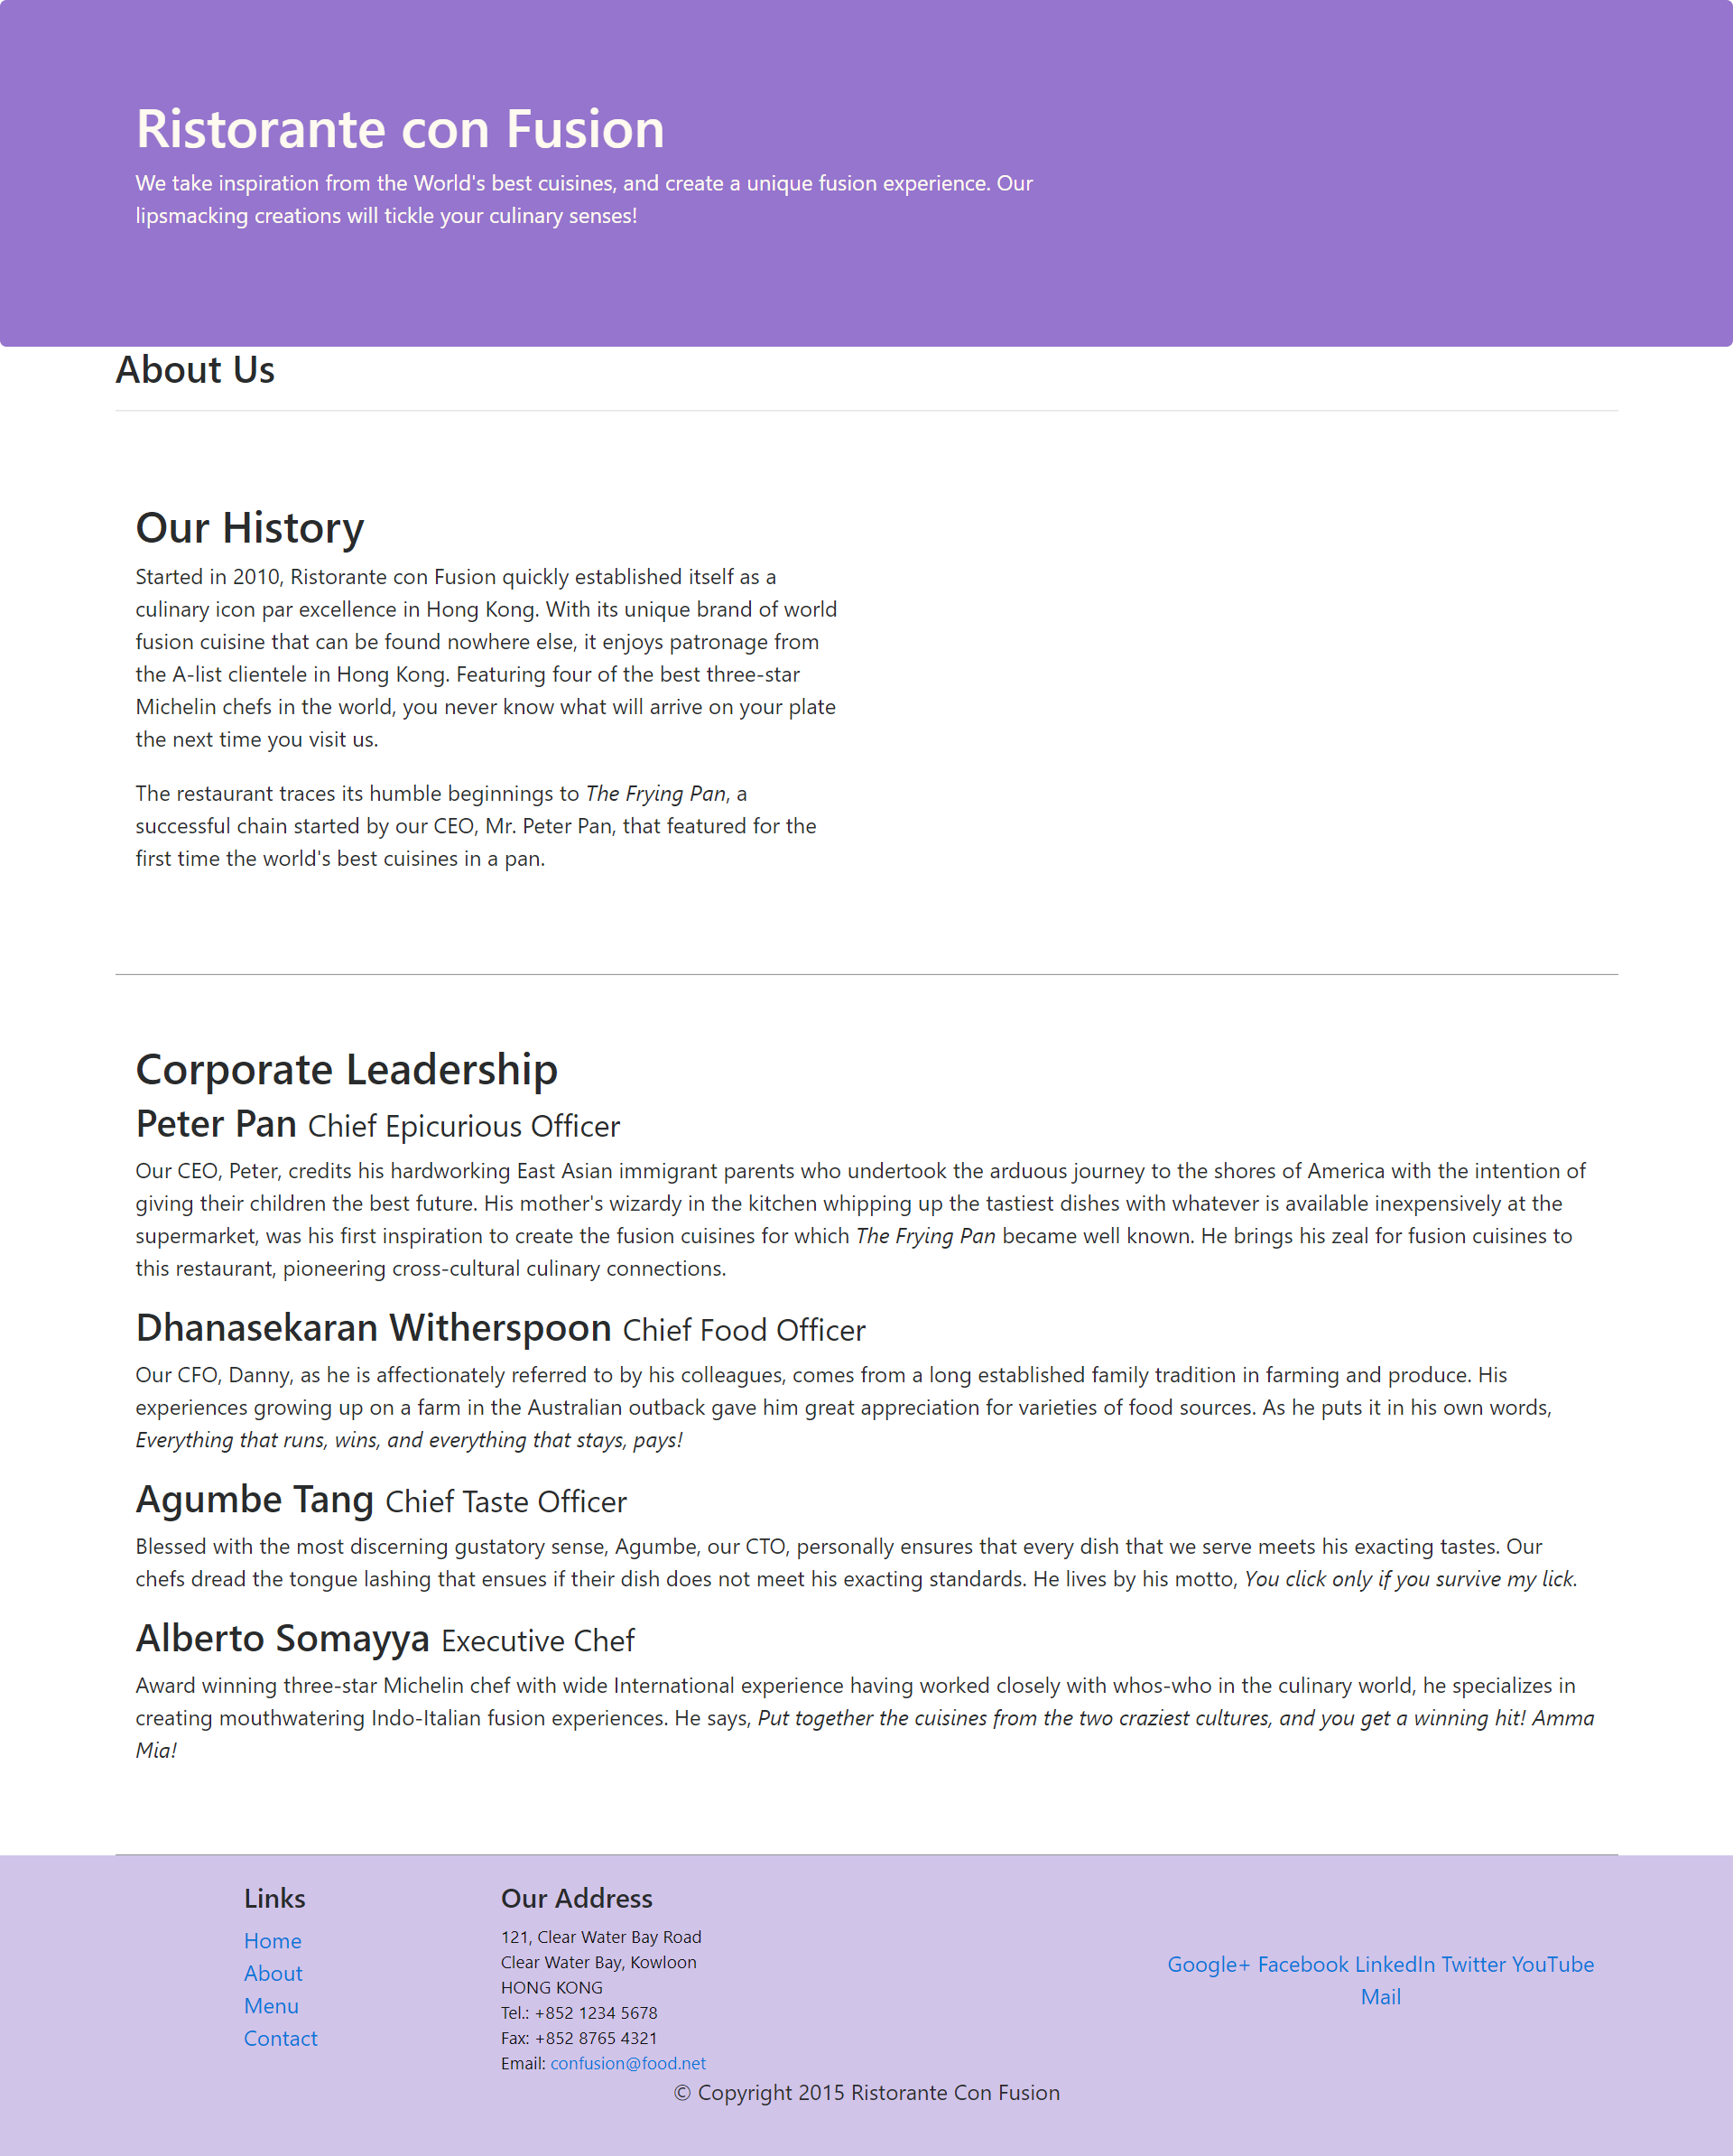 Ristorante con Fusion
We take inspiration from the World's best cuisines, and create a unique fusion experience. Our
lipsmacking creations will tickle your culinary senses!
About Us
Our History
Started in 2010, Ristorante con Fusion quickly established itself as a
culinary icon par excellence in Hong Kong. With its unique brand of world
fusion cuisine that can be found nowhere else, it enjoys patronage from
the A-list clientele in Hong Kong. Featuring four of the best three-star
Michelin chefs in the world, you never know what will arrive on your plate
the next time you visit us.
The restaurant traces its humble beginnings to The Frying Pan, a
successful chain started by our CEO, Mr. Peter Pan, that featured for the
first time the world's best cuisines in a pan.
Corporate Leadership
Peter Pan Chief Epicurious Officer
Our CEO, Peter, credits his hardworking East Asian immigrant parents who undertook the arduous journey to the shores of America with the intention of
giving their children the best future. His mother's wizardy in the kitchen whipping up the tastiest dishes with whatever is available inexpensively at the
supermarket, was his first inspiration to create the fusion cuisines for which The Frying Pan became well known. He brings his zeal for fusion cuisines to
this restaurant, pioneering cross-cultural culinary connections.
Dhanasekaran Witherspoon Chief Food Officer
Our CFO, Danny, as he is affectionately referred to by his colleagues, comes from a long established family tradition in farming and produce. His
experiences growing up on a farm in the Australian outback gave him great appreciation for varieties of food sources. As he puts it in his own words,
Everything that runs, wins, and everything that stays, pays!
Agumbe Tang Chief Taste Officer
Blessed with the most discerning gustatory sense, Agumbe, our CTO, personally ensures that every dish that we serve meets his exacting tastes. Our
chefs dread the tongue lashing that ensues if their dish does not meet his exacting standards. He lives by his motto, You click only if you survive my lick.
Alberto Somayya Executive Chef
Award winning three-star Michelin chef with wide International experience having worked closely with whos-who in the culinary world, he specializes in
creating mouthwatering Indo-Italian fusion experiences. He says, Put together the cuisines from the two craziest cultures, and you get a winning hit! Amma
Mia!
Links
Home
About
Menu
Contact
Our Address
121, Clear Water Bay Road
Clear Water Bay, Kowloon
HONG KONG
Tel.: +852 1234 5678
Fax: +852 8765 4321
Email: confusion@food.net
Google+ Facebook LinkedIn Twitter YouTube
Mail
© Copyright 2015 Ristorante Con Fusion